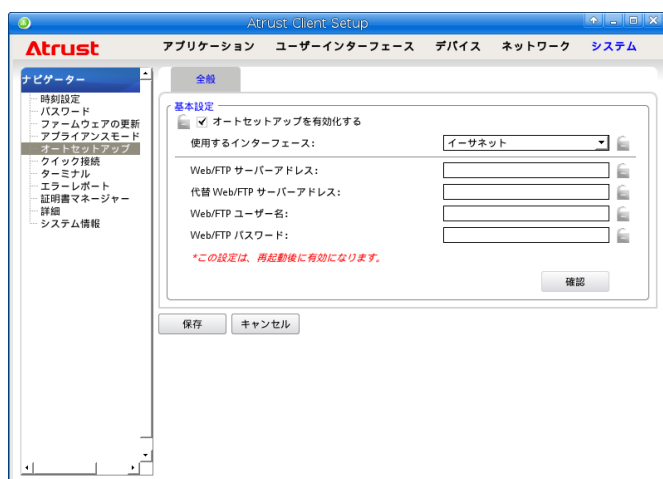 Atrust Client Setup
Atrust
アプリケーション ユーザーインターフェース デバイス ネットワーク システム
ナビゲーター
時刻設定
パスワード
ファームウェアの更新
アプライアンスモード
オートセットアップ
クイック接続
ターミナル
エラーレポート
証明書マネージャー
詳細
システム情報
全般
基本設定
オートセットアップを有効化する
使用するインターフェース: イーサネット
Web/FTP サーバーアドレス:
代替 Web/FTP サーバーアドレス:
Web/FTP ユーザー名:
Web/FTP パスワード:
*この設定は、再起動後に有効になります。
確認
保存 キャンセル